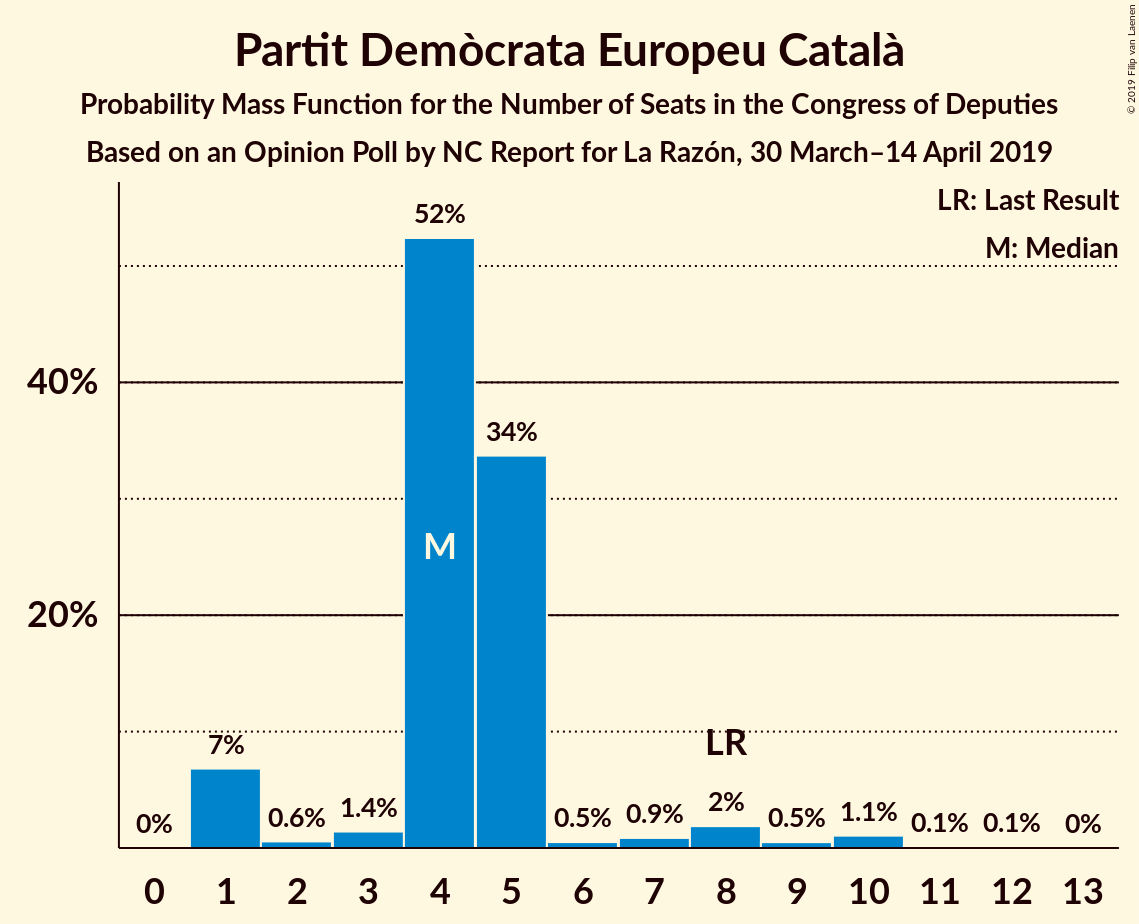 Partit Demòcrata Europeu Català
Probability Mass Function for the Number of Seats in the Congress of Deputies
Based on an Opinion Poll by NC Report for La Razón, 30 March–14 April 2019
© 2019 Filip van Laenen
LR: Last Result
M: Median
52%
40%
34%
M
20%
LR
7%
0% 0.6% 1.4% 0.5% 0.9% 2% 0.5% 1.1% 0.1% 0.1% 0%
0 1 2 3 4 5 6 7 8 9 10 11 12 13